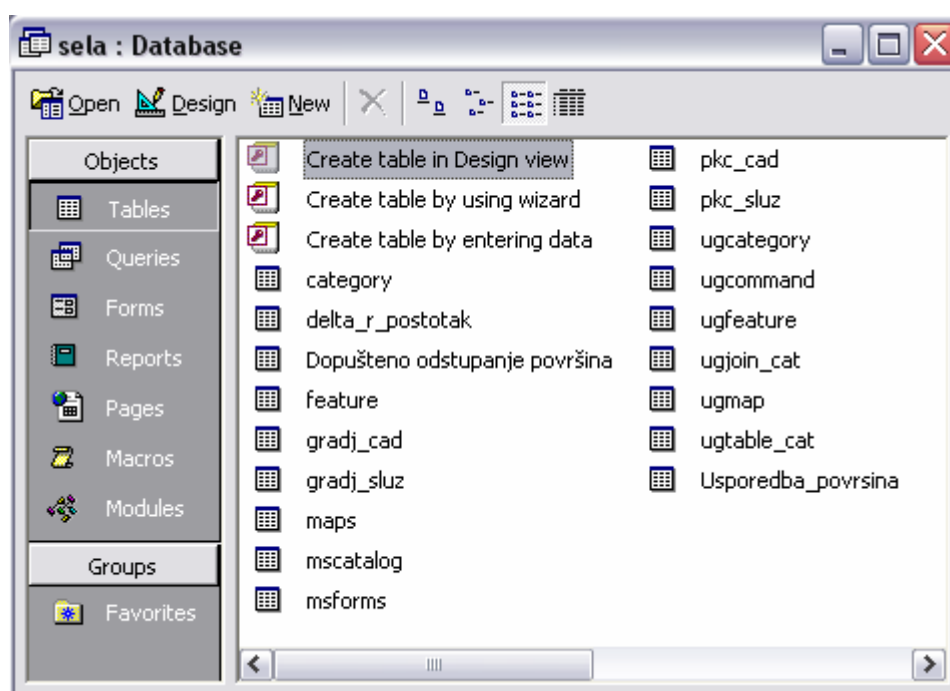 sela : Database
Open Design New
Objects
Tables
Queries
Forms
Reports
Pages
Macros
Modules
Groups
Favorites
Create table in Design view
Create table by using wizard
Create table by entering data
category
delta_r_postotak
Dopušteno odstupanje površina
feature
gradj_cad
gradj_sluz
maps
mscatalog
msforms
pkc_cad
pkc_sluz
ugcategory
ugcommand
ugfeature
ugjoin_cat
ugmap
ugtable_cat
Usporedba_povrsina